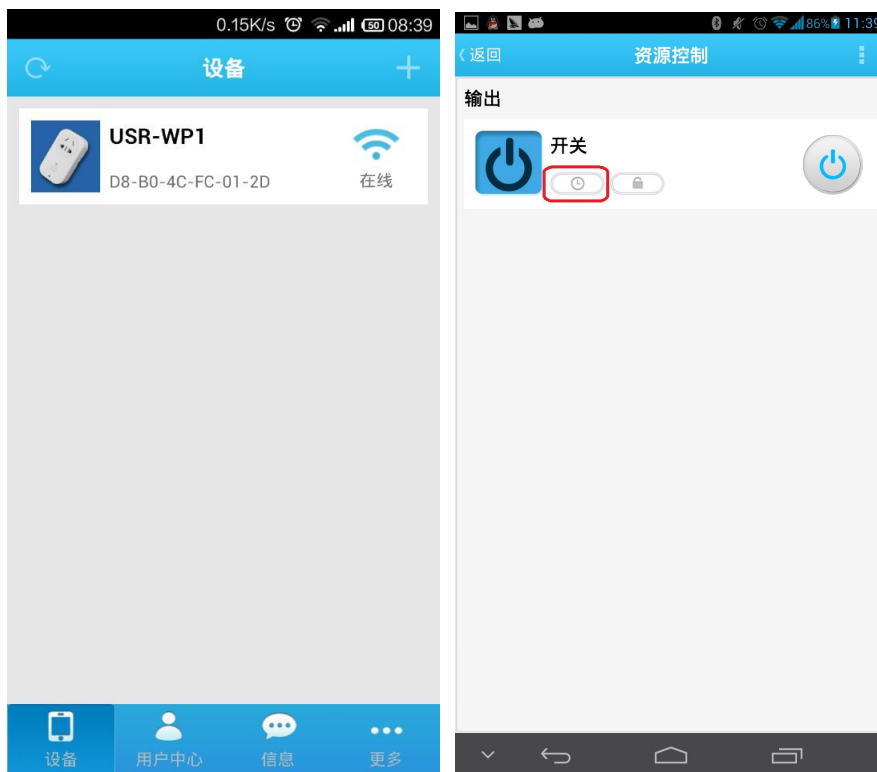 0.15K/s 50 08:39
设备
USR-WP1
D8-B0-4C-FC-01-2D
在线
设备 用户中心 信息 更多
86% 11:39
返回 资源控制
输出
开关